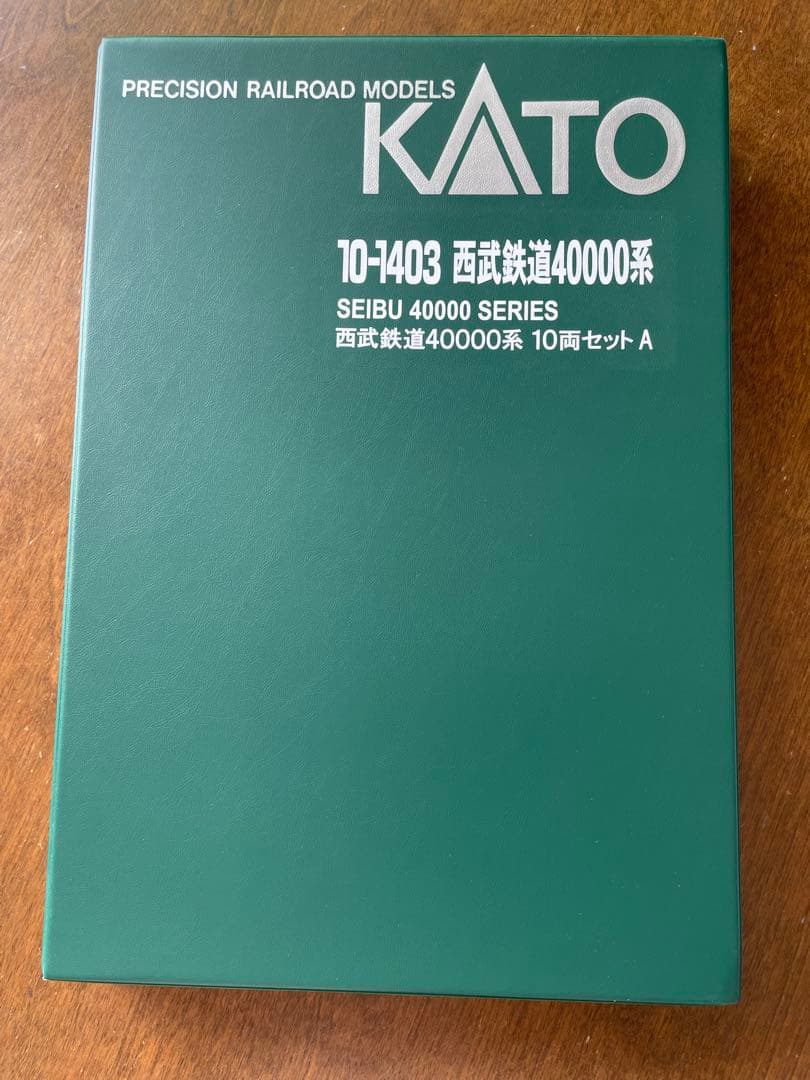 PRECISION RAILROAD MODELS
KATO
10-1403 西武鉄道40000系
SEIBU 40000 SERIES
西武鉄道40000系 10両セット A